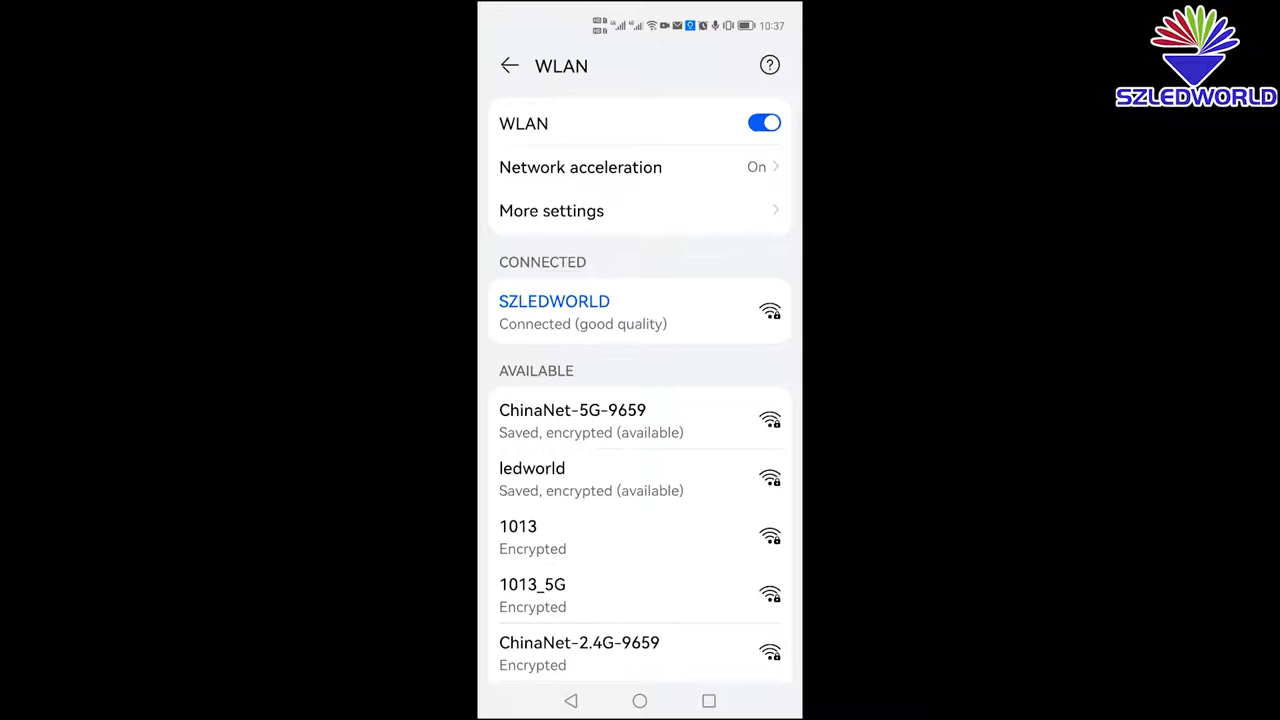 10:37
SZLEDWORLD
WLAN
WLAN
Network acceleration On
More settings
CONNECTED
SZLEDWORLD
Connected (good quality)
AVAILABLE
ChinaNet-5G-9659
Saved, encrypted (available)
ledworld
Saved, encrypted (available)
1013
Encrypted
1013_5G
Encrypted
ChinaNet-2.4G-9659
Encrypted